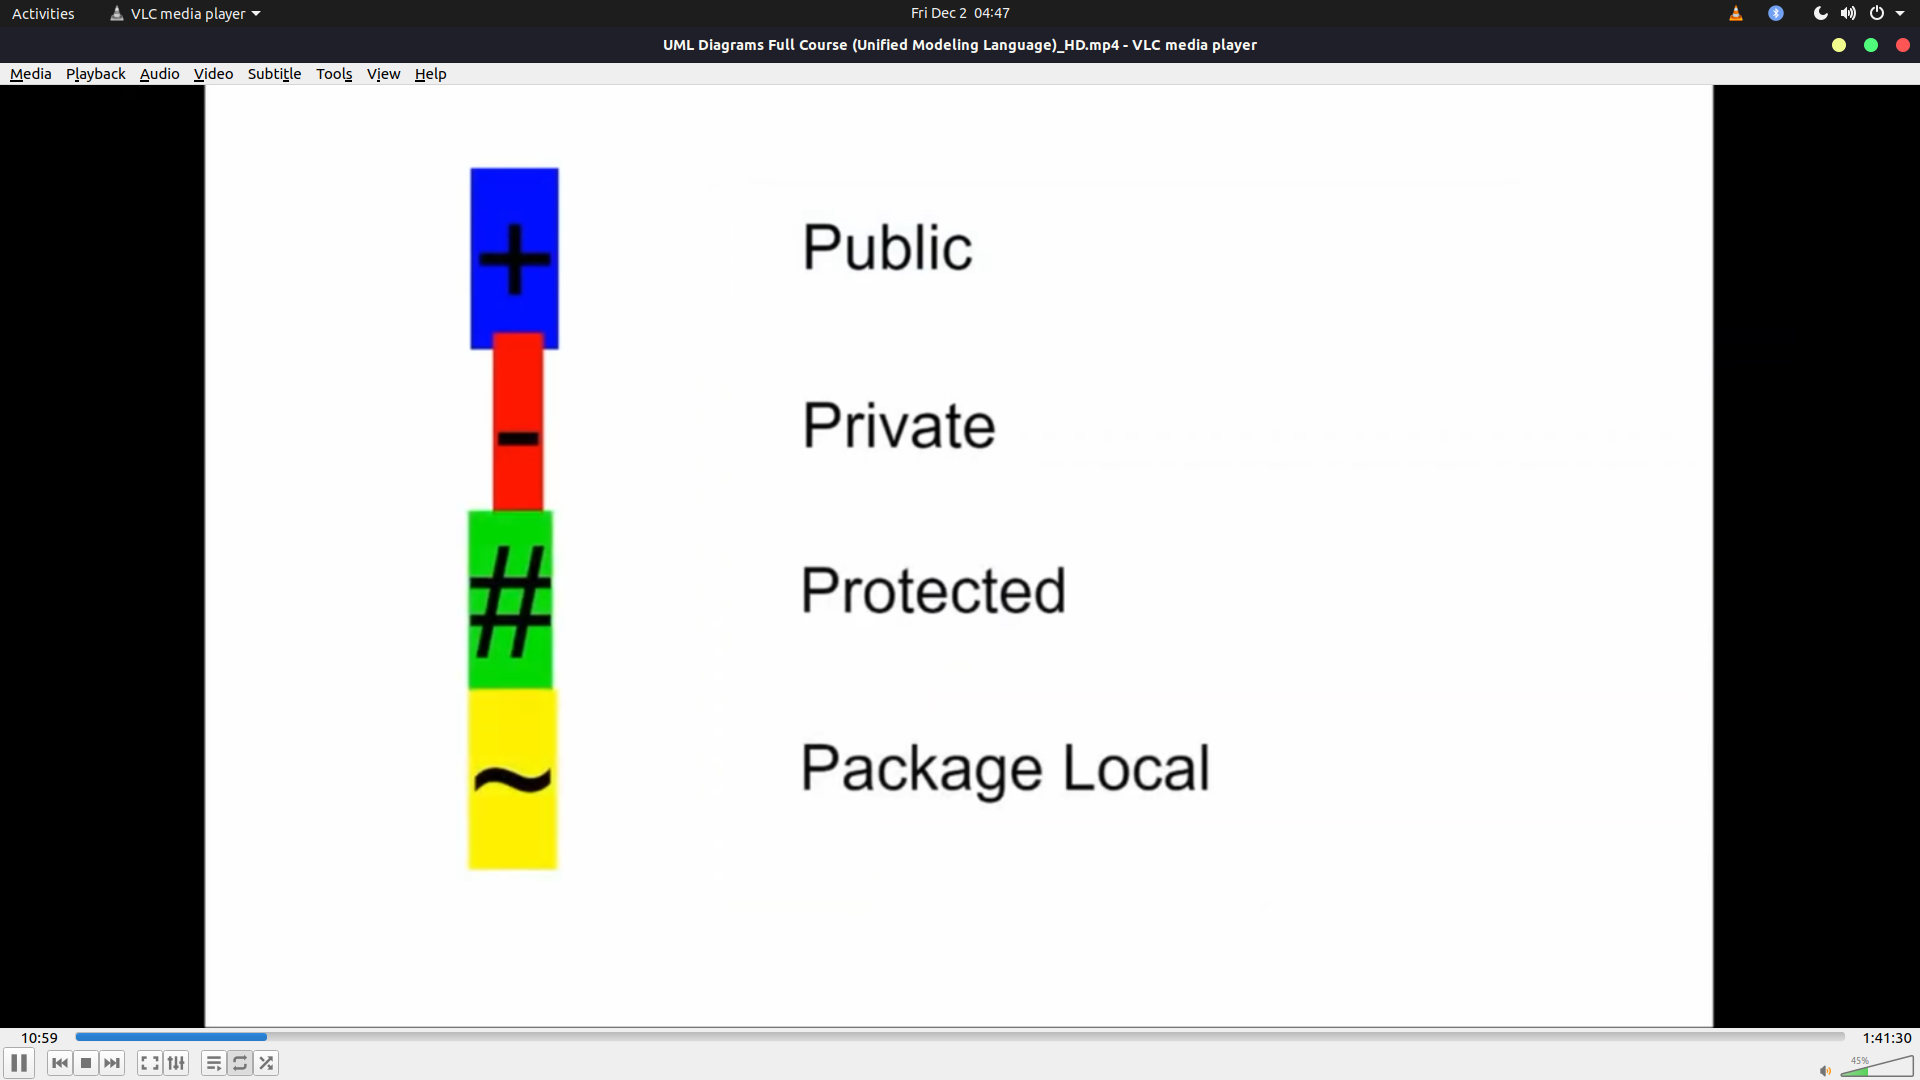 Activities VLC media player Fri Dec 2 04:47
UML Diagrams Full Course (Unified Modeling Language)_HD.mp4 - VLC media player
Media Playback Audio Video Subtitle Tools View Help
+ Public
- Private
# Protected
~ Package Local
10:59 1:41:30
45%